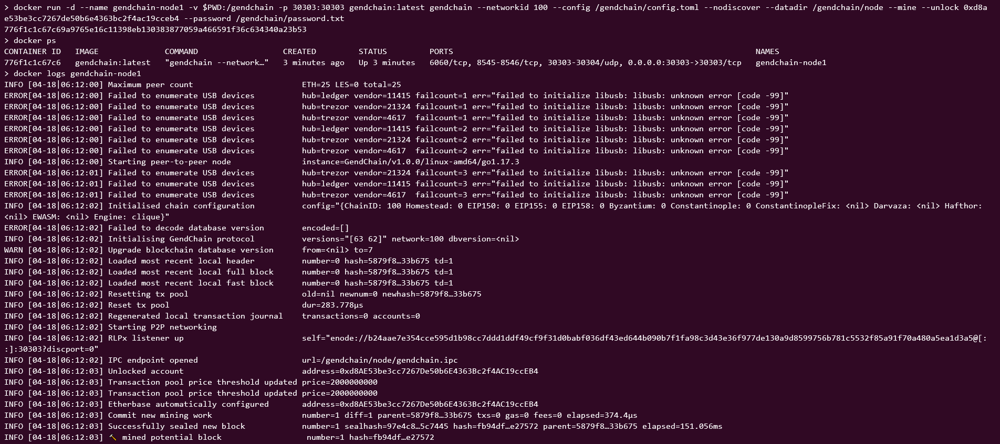 > docker run -d --name gendchain-node1 -v $PWD:/gendchain -p 30303:30303 gendchain:latest gendchain --networkid 100 --config /gendchain/config.toml --nodiscover --datadir /gendchain/node --mine --unlock 0xd8a
e53be3cc7267de50b6e4363bc2f4ac19cceb4 --password /gendchain/password.txt
776f1c1c67c69a9765e16c11398eb130383877059a466591f36c634340a23b53
> docker ps
CONTAINER ID   IMAGE              COMMAND                  CREATED         STATUS         PORTS                                                                NAMES
776f1c1c67c6   gendchain:latest   "gendchain --network…"   3 minutes ago   Up 3 minutes   6060/tcp, 8545-8546/tcp, 30303-30304/udp, 0.0.0.0:30303->30303/tcp   gendchain-node1
> docker logs gendchain-node1
INFO [04-18|06:12:00] Maximum peer count                       ETH=25 LES=0 total=25
ERROR[04-18|06:12:00] Failed to enumerate USB devices          hub=ledger vendor=11415 failcount=1 err="failed to initialize libusb: libusb: unknown error [code -99]"
ERROR[04-18|06:12:00] Failed to enumerate USB devices          hub=trezor vendor=21324 failcount=1 err="failed to initialize libusb: libusb: unknown error [code -99]"
ERROR[04-18|06:12:00] Failed to enumerate USB devices          hub=trezor vendor=4617  failcount=1 err="failed to initialize libusb: libusb: unknown error [code -99]"
ERROR[04-18|06:12:00] Failed to enumerate USB devices          hub=ledger vendor=11415 failcount=2 err="failed to initialize libusb: libusb: unknown error [code -99]"
ERROR[04-18|06:12:00] Failed to enumerate USB devices          hub=trezor vendor=21324 failcount=2 err="failed to initialize libusb: libusb: unknown error [code -99]"
ERROR[04-18|06:12:00] Failed to enumerate USB devices          hub=trezor vendor=4617  failcount=2 err="failed to initialize libusb: libusb: unknown error [code -99]"
INFO [04-18|06:12:00] Starting peer-to-peer node               instance=GendChain/v1.0.0/linux-amd64/go1.17.3
ERROR[04-18|06:12:01] Failed to enumerate USB devices          hub=trezor vendor=21324 failcount=3 err="failed to initialize libusb: libusb: unknown error [code -99]"
ERROR[04-18|06:12:01] Failed to enumerate USB devices          hub=ledger vendor=11415 failcount=3 err="failed to initialize libusb: libusb: unknown error [code -99]"
ERROR[04-18|06:12:01] Failed to enumerate USB devices          hub=trezor vendor=4617  failcount=3 err="failed to initialize libusb: libusb: unknown error [code -99]"
INFO [04-18|06:12:02] Initialised chain configuration          config="{ChainID: 100 Homestead: 0 EIP150: 0 EIP155: 0 EIP158: 0 Byzantium: 0 Constantinople: 0 ConstantinopleFix: <nil> Darvaza: <nil> Hafthor:
<nil> EWASM: <nil> Engine: clique}"
ERROR[04-18|06:12:02] Failed to decode database version        encoded=[]
INFO [04-18|06:12:02] Initialising GendChain protocol          versions="[63 62]" network=100 dbversion=<nil>
WARN [04-18|06:12:02] Upgrade blockchain database version      from=<nil> to=7
INFO [04-18|06:12:02] Loaded most recent local header          number=0 hash=5879f8…33b675 td=1
INFO [04-18|06:12:02] Loaded most recent local full block      number=0 hash=5879f8…33b675 td=1
INFO [04-18|06:12:02] Loaded most recent local fast block      number=0 hash=5879f8…33b675 td=1
INFO [04-18|06:12:02] Resetting tx pool                        old=nil newnum=0 newhash=5879f8…33b675
INFO [04-18|06:12:02] Reset tx pool                            dur=283.778µs
INFO [04-18|06:12:02] Regenerated local transaction journal    transactions=0 accounts=0
INFO [04-18|06:12:02] Starting P2P networking
INFO [04-18|06:12:02] RLPx listener up                         self="enode://b24aae7e354cce595d1b98cc7ddd1ddf49cf9f31d0babf036df43ed644b090b7f1fa98c3d43e36f977de130a9d8599756b781c5532f85a91f70a480a5ea1d3a5@[:
:]:30303?discport=0"
INFO [04-18|06:12:02] IPC endpoint opened                      url=/gendchain/node/gendchain.ipc
INFO [04-18|06:12:03] Unlocked account                         address=0xd8AE53be3cc7267De50b6E4363Bc2f4AC19ccEB4
INFO [04-18|06:12:03] Transaction pool price threshold updated price=2000000000
INFO [04-18|06:12:03] Transaction pool price threshold updated price=2000000000
INFO [04-18|06:12:03] Etherbase automatically configured       address=0xd8AE53be3cc7267De50b6E4363Bc2f4AC19ccEB4
INFO [04-18|06:12:03] Commit new mining work                   number=1 diff=1 parent=5879f8…33b675 txs=0 gas=0 fees=0 elapsed=374.4µs
INFO [04-18|06:12:03] Successfully sealed new block            number=1 sealhash=97e4c8…5c7445 hash=fb94df…e27572 parent=5879f8…33b675 elapsed=151.056ms
INFO [04-18|06:12:03] 🔨 mined potential block                  number=1 hash=fb94df…e27572